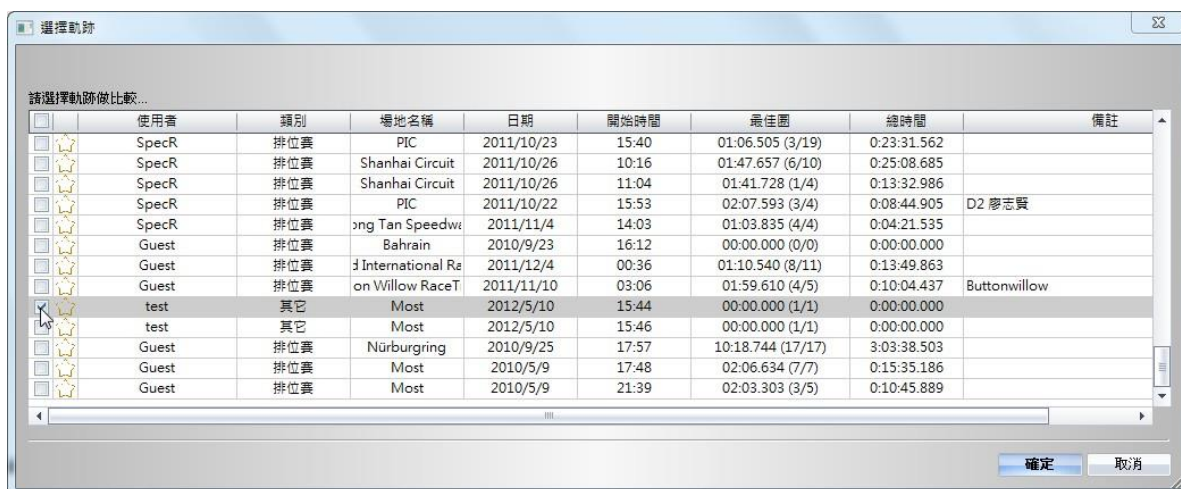 選擇軌跡
請選擇軌跡做比較...
使用者 類別 場地名稱 日期 開始時間 最佳圈 總時間 備註
SpecR 排位賽 PIC 2011/10/23 15:40 01:06.505 (3/19) 0:23:31.562
SpecR 排位賽 Shanhai Circuit 2011/10/26 10:16 01:47.657 (6/10) 0:25:08.685
SpecR 排位賽 Shanhai Circuit 2011/10/26 11:04 01:41.728 (1/4) 0:13:32.986
SpecR 排位賽 PIC 2011/10/22 15:53 02:07.593 (3/4) 0:08:44.905 D2 廖志賢
SpecR 排位賽 ong Tan Speedwa 2011/11/4 14:03 01:03.835 (4/4) 0:04:21.535
Guest 排位賽 Bahrain 2010/9/23 16:12 00:00.000 (0/0) 0:00:00.000
Guest 排位賽 d International Ra 2011/12/4 00:36 01:10.540 (8/11) 0:13:49.863
Guest 排位賽 on Willow RaceT 2011/11/10 03:06 01:59.610 (4/5) 0:10:04.437 Buttonwillow
test 其它 Most 2012/5/10 15:44 00:00.000 (1/1) 0:00:00.000
test 其它 Most 2012/5/10 15:46 00:00.000 (1/1) 0:00:00.000
Guest 排位賽 Nürburgring 2010/9/25 17:57 10:18.744 (17/17) 3:03:38.503
Guest 排位賽 Most 2010/5/9 17:48 02:06.634 (7/7) 0:15:35.186
Guest 排位賽 Most 2010/5/9 21:39 02:03.303 (3/5) 0:10:45.889
確定 取消